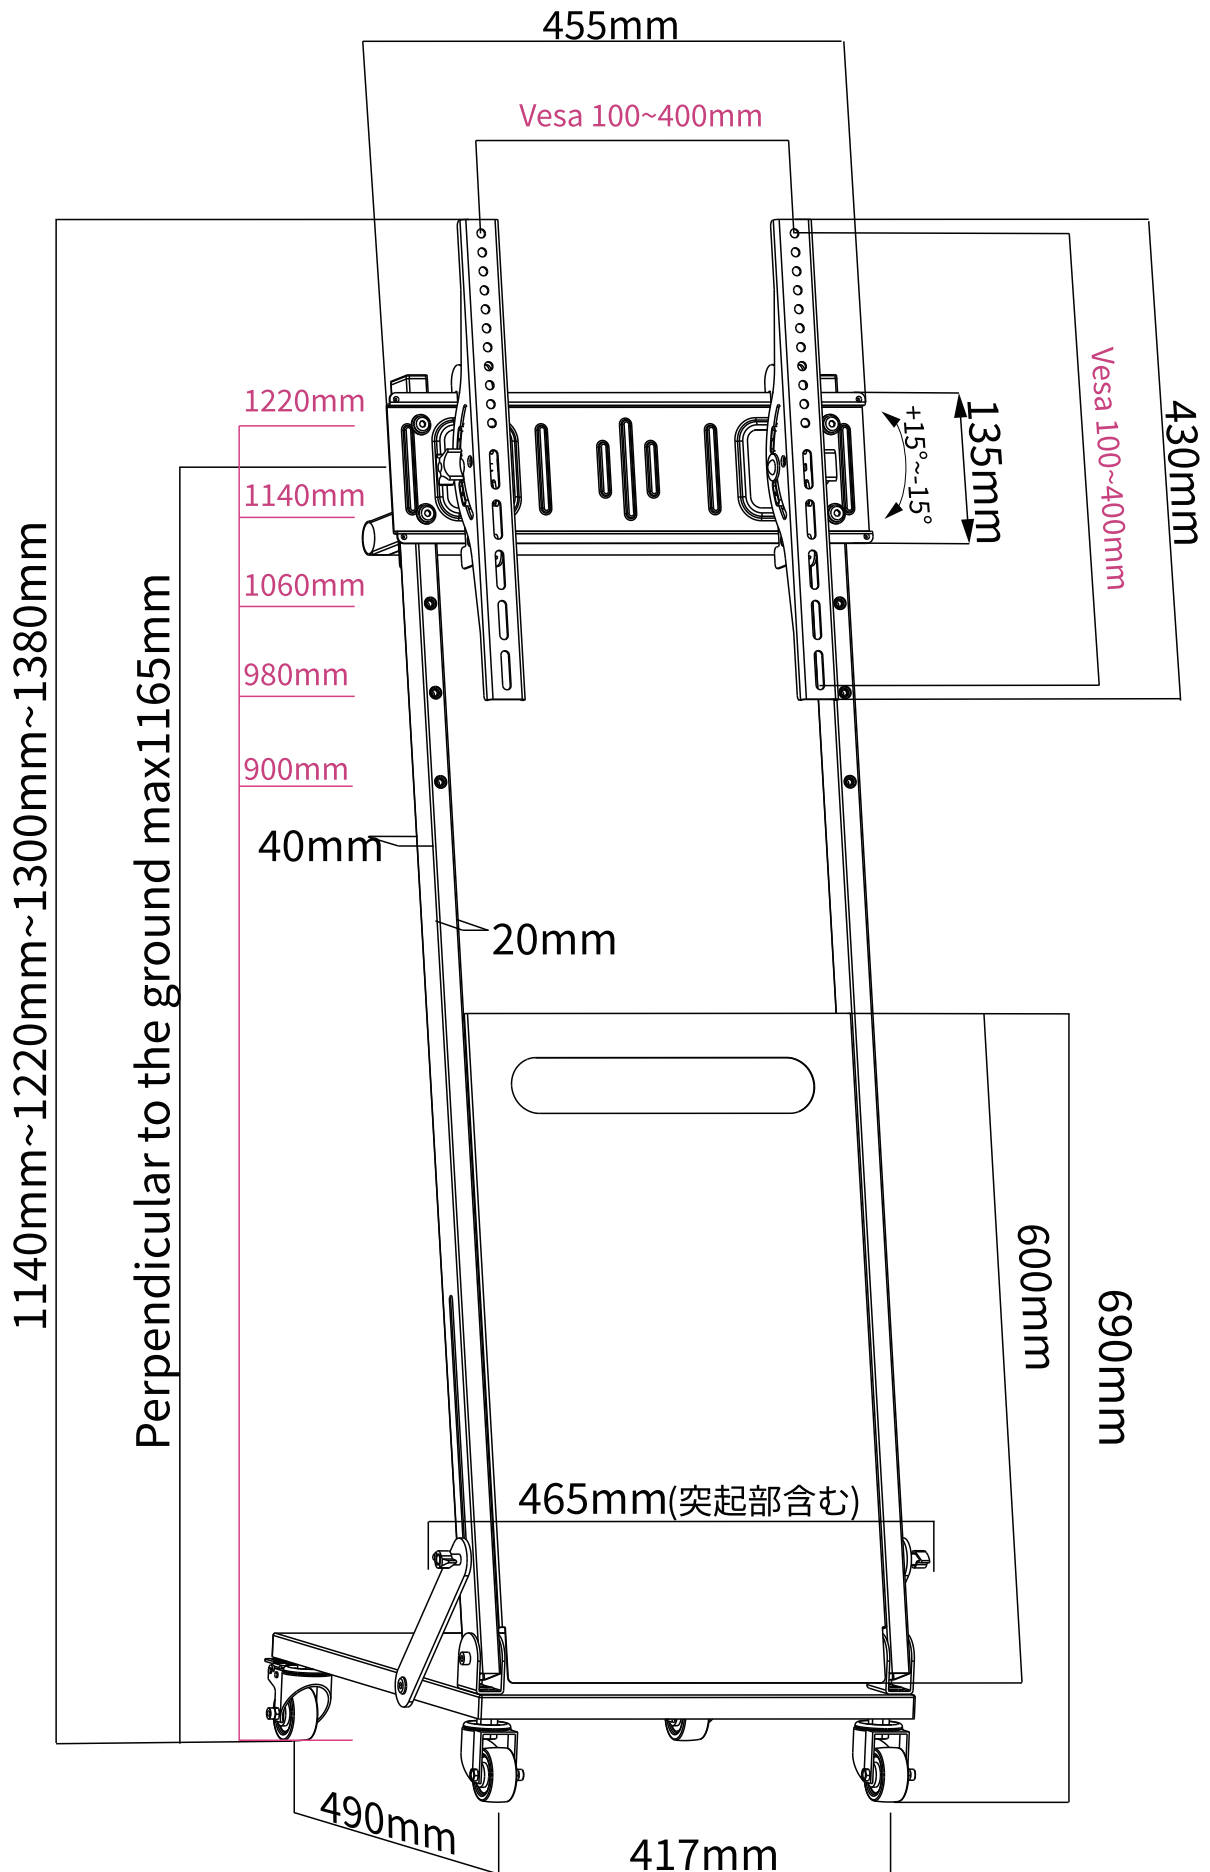 455mm
Vesa 100~400mm
1220mm
1140mm
1060mm
980mm
900mm
+15°~-15°
135mm
Vesa 100~400mm
430mm
1140mm~1220mm~1300mm~1380mm
Perpendicular to the ground max1165mm
40mm
20mm
600mm
690mm
465mm(突起部含む)
490mm
417mm